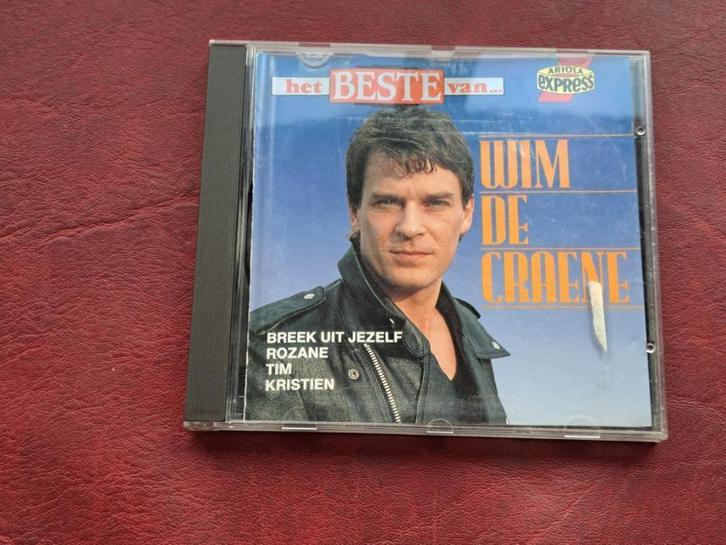 het BESTE van...
ARIOLA
EXPRESS
WIM
DE
CRAENE
BREEK UIT JEZELF
ROZANE
TIM
KRISTIEN